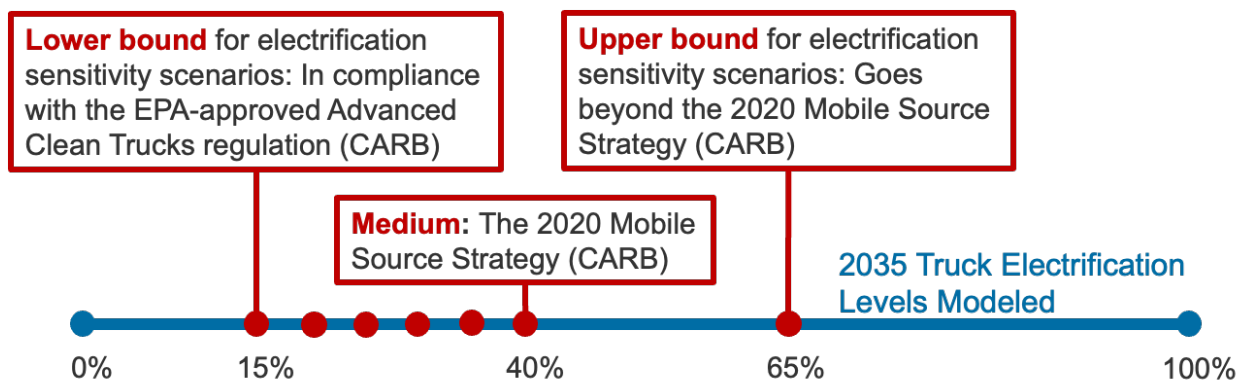 Lower bound for electrification
sensitivity scenarios: In compliance
with the EPA-approved Advanced
Clean Trucks regulation (CARB)
Upper bound for electrification
sensitivity scenarios: Goes
beyond the 2020 Mobile Source
Strategy (CARB)
Medium: The 2020 Mobile
Source Strategy (CARB)
2035 Truck Electrification
Levels Modeled
0%
15%
40%
65%
100%